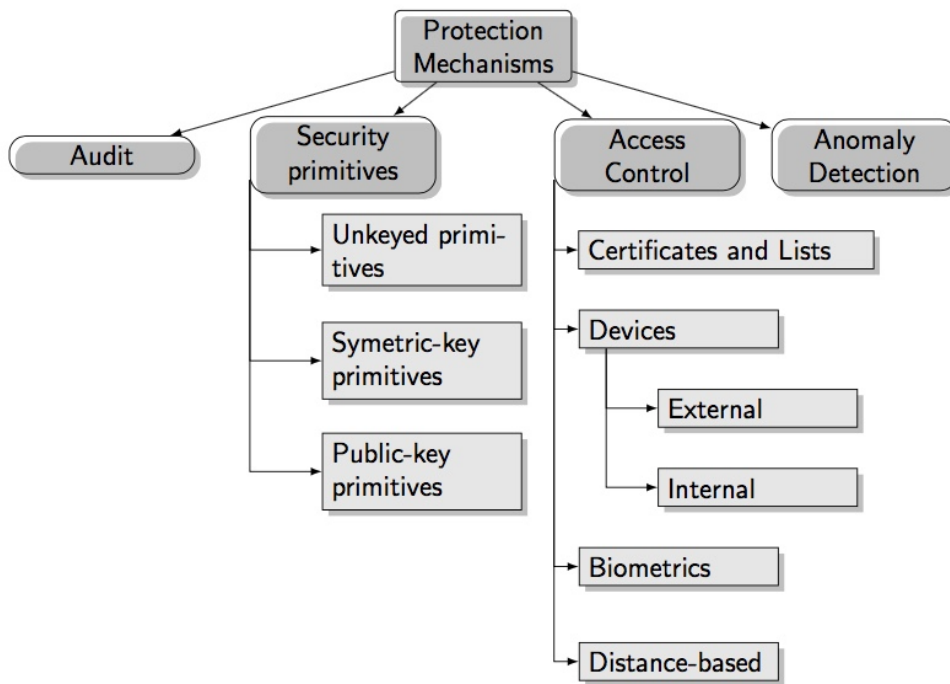 Protection
Mechanisms
Audit
Security
primitives
Access
Control
Anomaly
Detection
Unkeyed primi-
tives
Symetric-key
primitives
Public-key
primitives
Certificates and Lists
Devices
External
Internal
Biometrics
Distance-based